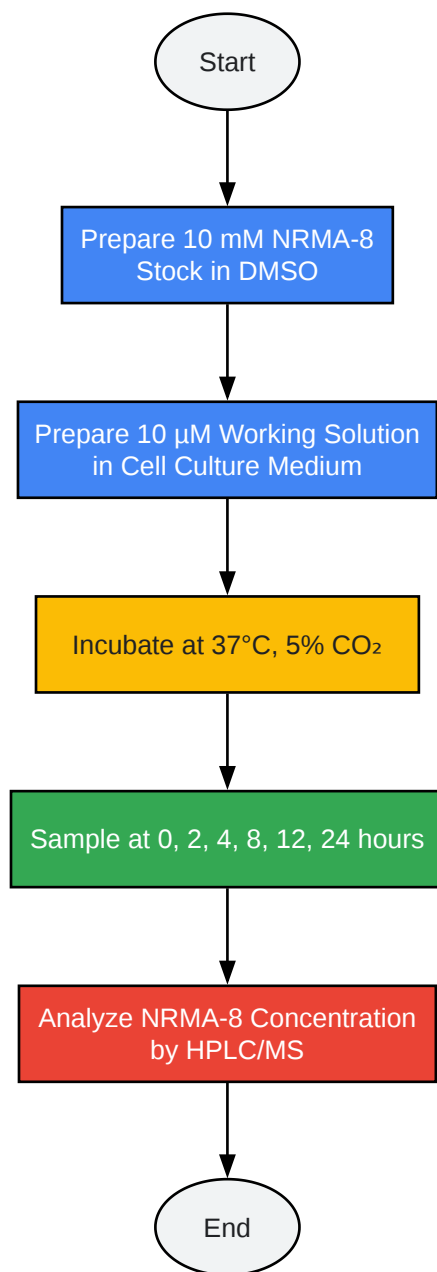 Start
Prepare 10 mM NRMA-8
Stock in DMSO
Prepare 10 µM Working Solution
in Cell Culture Medium
Incubate at 37°C, 5% CO₂
Sample at 0, 2, 4, 8, 12, 24 hours
Analyze NRMA-8 Concentration
by HPLC/MS
End